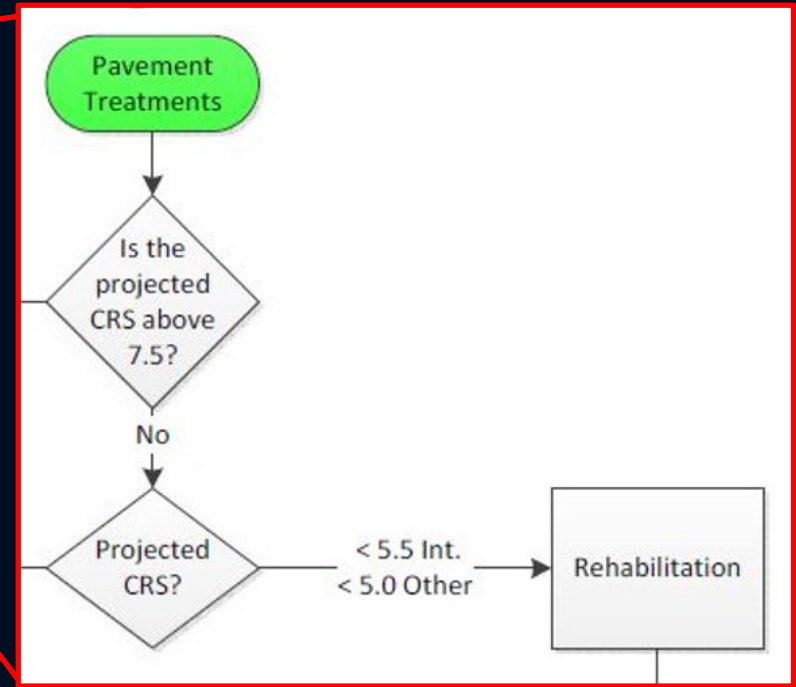 Pavement
Treatments
Is the
projected
CRS above
7.5?
No
Projected
CRS?
< 5.5 Int.
< 5.0 Other
Rehabilitation